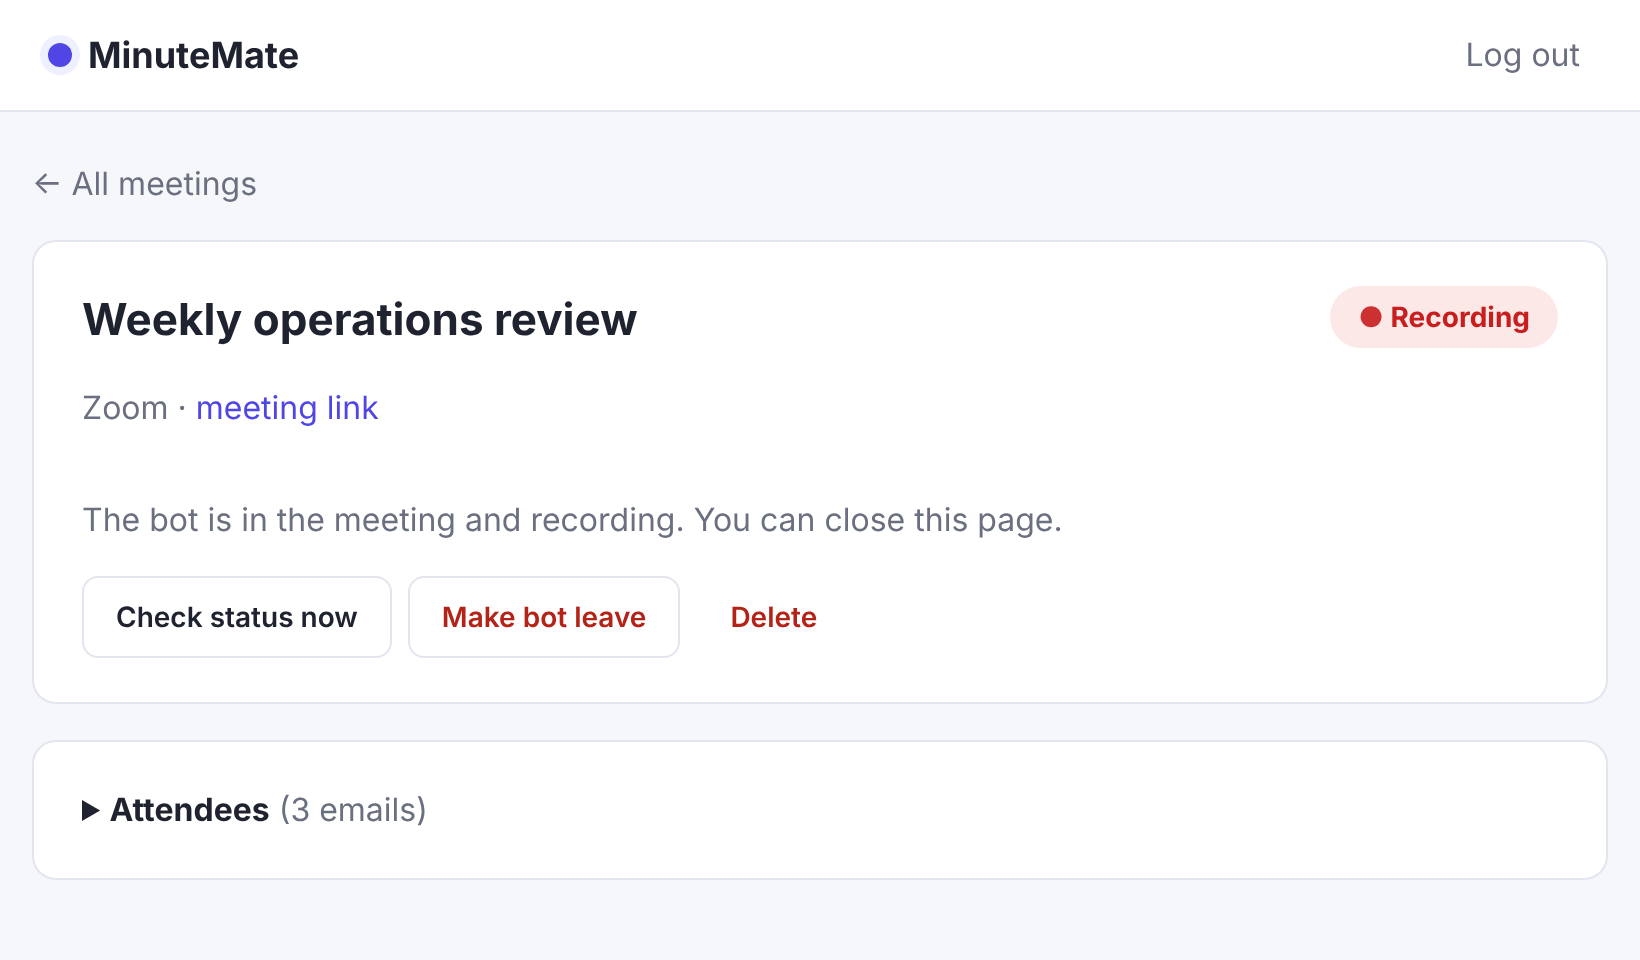 MinuteMate
Log out
← All meetings
Weekly operations review
Recording
Zoom · meeting link
The bot is in the meeting and recording. You can close this page.
Check status now
Make bot leave
Delete
Attendees (3 emails)